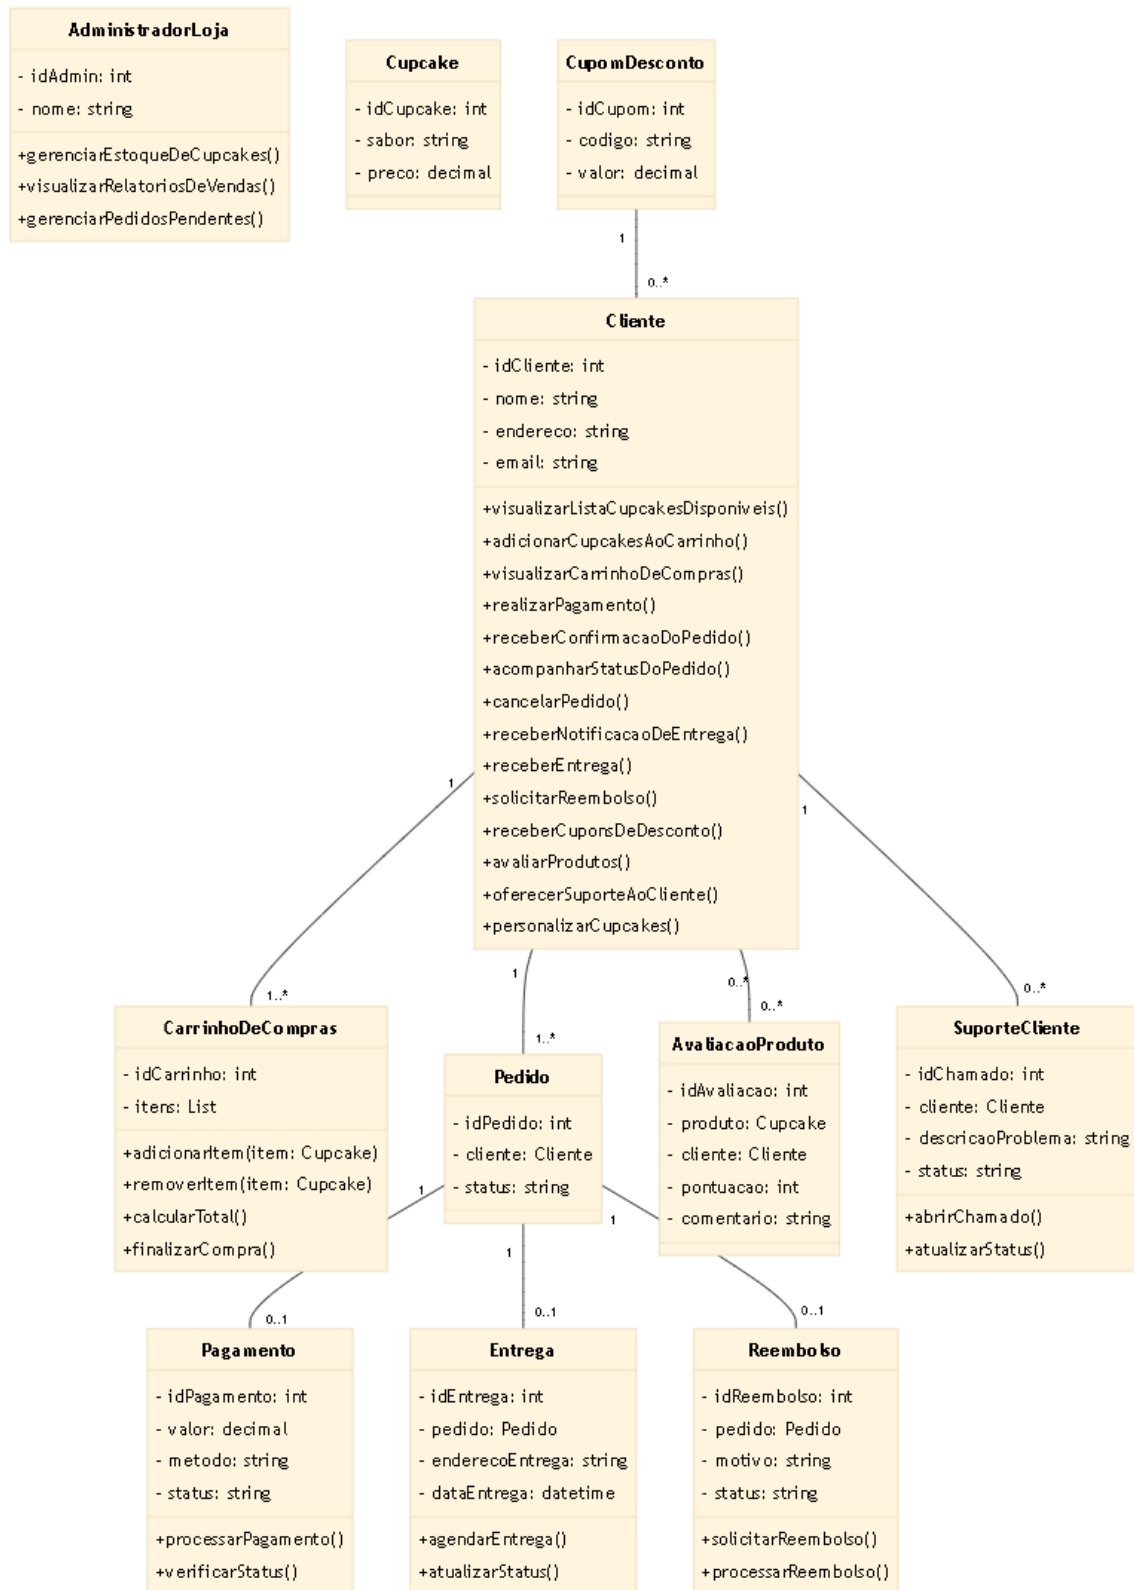 AdministradorLoja
- idAdmin: int
- nome: string
+gerenciarEstoqueDeCupcakes()
+visualizarRelatoriosDeVendas()
+gerenciarPedidosPendentes()
Cupcake
- idCupcake: int
- sabor: string
- preco: decimal
CupomDesconto
- idCupom: int
- codigo: string
- valor: decimal
1
0..*
Cliente
- idCliente: int
- nome: string
- endereco: string
- email: string
+visualizarListaCupcakesDisponiveis()
+adicionarCupcakesAoCarrinho()
+visualizarCarrinhoDeCompras()
+realizarPagamento()
+receberConfirmacaoDoPedido()
+acompanharStatusDoPedido()
+cancelarPedido()
+receberNotificacaoDeEntrega()
+receberEntrega()
+solicitarReembolso()
+receberCuponsDeDesconto()
+avaliarProdutos()
+oferecerSuporteAoCliente()
+personalizarCupcakes()
1
1..*
1
1..*
0..*
0..*
1
0..*
CarrinhoDeCompras
- idCarrinho: int
- itens: List
+adicionarItem(item: Cupcake)
+removerItem(item: Cupcake)
+calcularTotal()
+finalizarCompra()
Pedido
- idPedido: int
- cliente: Cliente
- status: string
AvaliacaoProduto
- idAvaliacao: int
- produto: Cupcake
- cliente: Cliente
- pontuacao: int
- comentario: string
SuporteCliente
- idChamado: int
- cliente: Cliente
- descricaoProblema: string
- status: string
+abrirChamado()
+atualizarStatus()
1
0..1
1
0..1
1
0..1
Pagamento
- idPagamento: int
- valor: decimal
- metodo: string
- status: string
+processarPagamento()
+verificarStatus()
Entrega
- idEntrega: int
- pedido: Pedido
- enderecoEntrega: string
- dataEntrega: datetime
+agendarEntrega()
+atualizarStatus()
Reembolso
- idReembolso: int
- pedido: Pedido
- motivo: string
- status: string
+solicitarReembolso()
+processarReembolso()